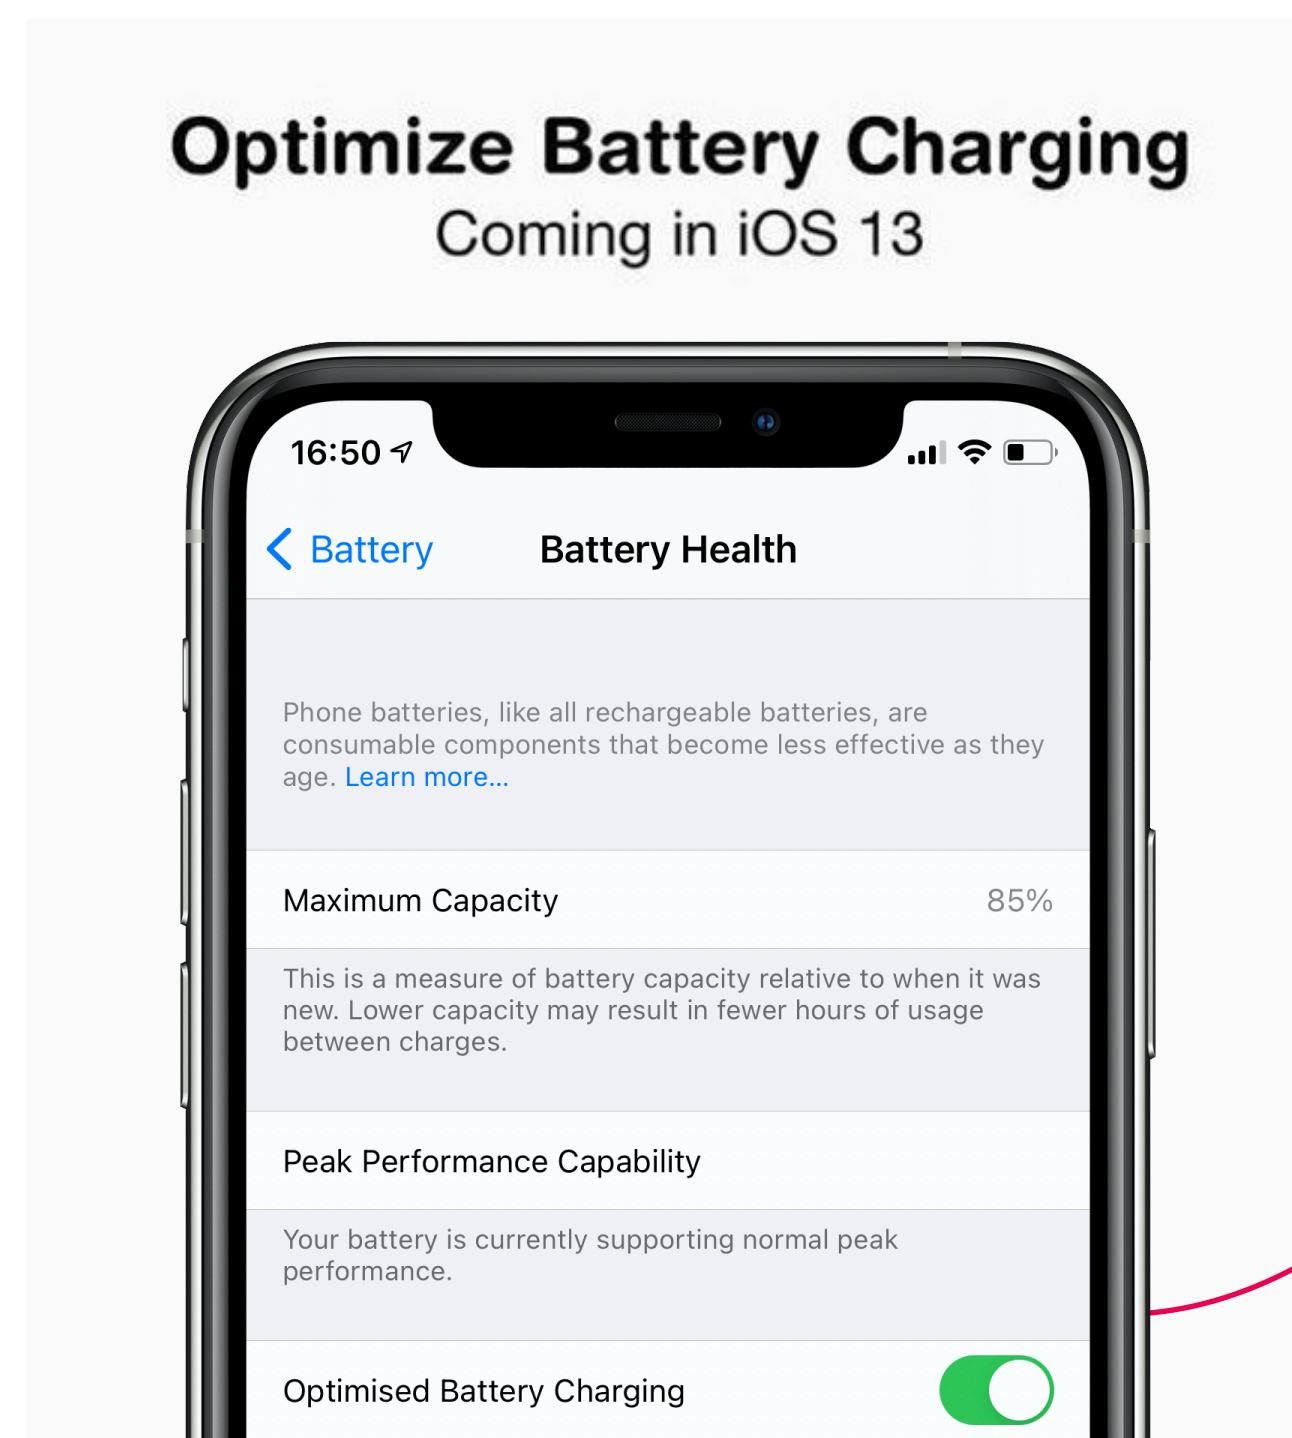 Optimize Battery Charging
Coming in iOS 13
16:50
Battery
Battery Health
Phone batteries, like all rechargeable batteries, are
consumable components that become less effective as they
age. Learn more...
Maximum Capacity
85%
This is a measure of battery capacity relative to when it was
new. Lower capacity may result in fewer hours of usage
between charges.
Peak Performance Capability
Your battery is currently supporting normal peak
performance.
Optimised Battery Charging